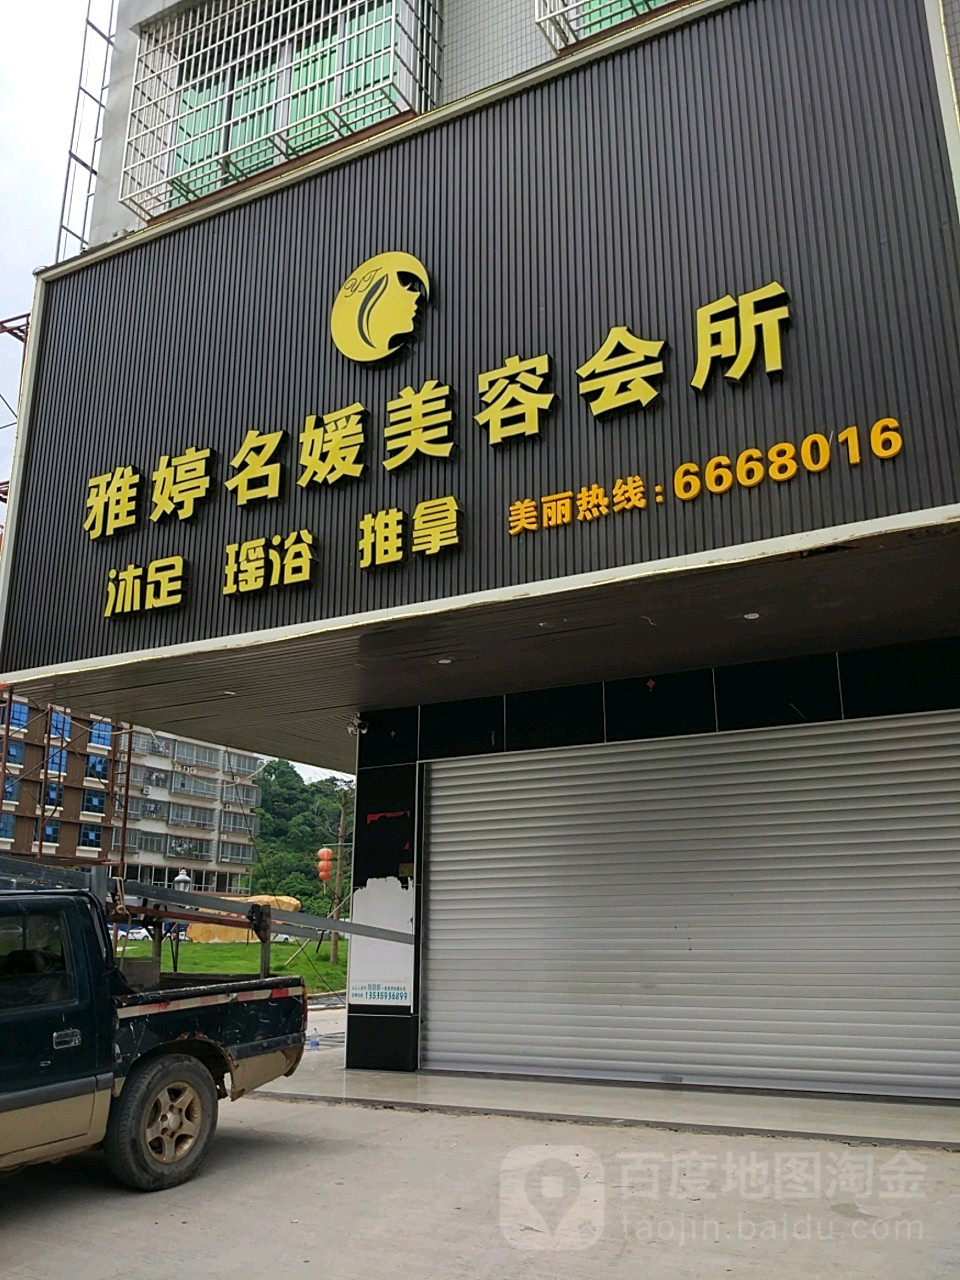 YT
雅婷名媛美容会所
沐足 瑶浴 推拿
美丽热线:6668016
13535936899
百度地图淘金
taojin.baidu.com